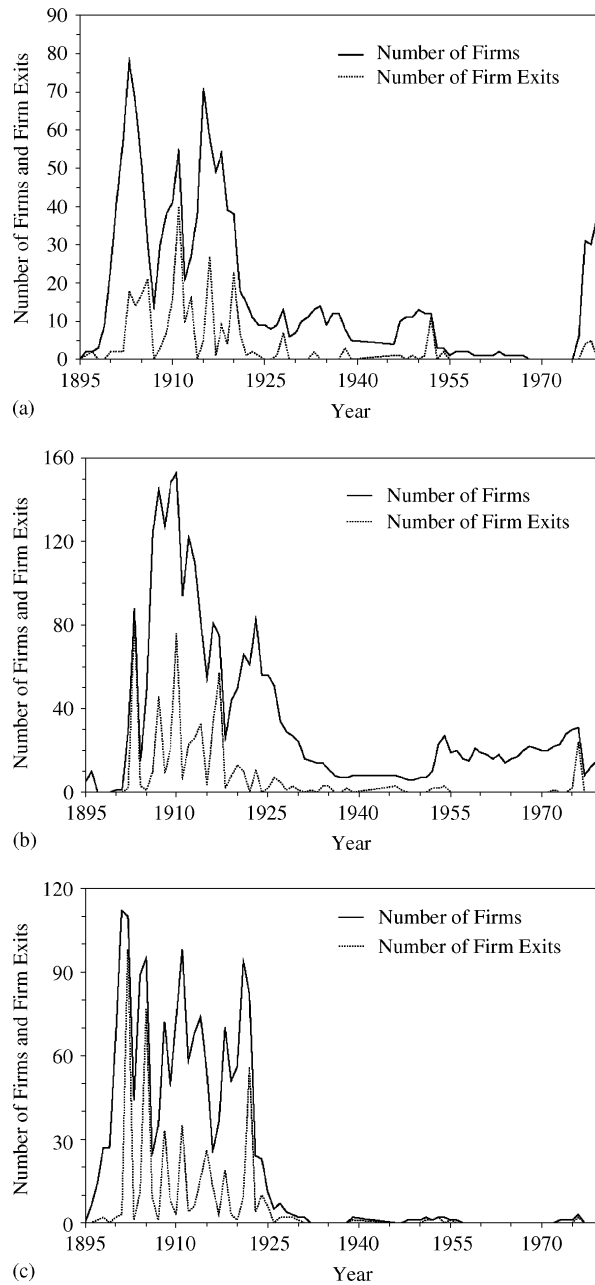 90
80
70
60
50
40
30
20
10
0
Number of Firms and Firm Exits
Number of Firms
Number of Firm Exits
1895 1910 1925 1940 1955 1970
(a)
Year
160
120
80
40
0
Number of Firms and Firm Exits
Number of Firms
Number of Firm Exits
1895 1910 1925 1940 1955 1970
(b)
Year
120
90
60
30
0
Number of Firms and Firm Exits
Number of Firms
Number of Firm Exits
1895 1910 1925 1940 1955 1970
(c)
Year